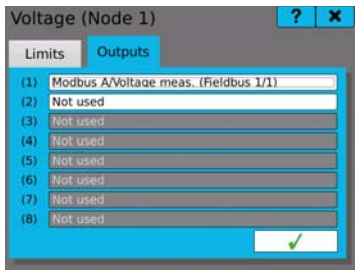 Voltage (Node 1) ? ×
Limits Outputs
(1) Modbus A/Voltage meas. (Fieldbus 1/1)
(2) Not used
(3) Not used
(4) Not used
(5) Not used
(6) Not used
(7) Not used
(8) Not used